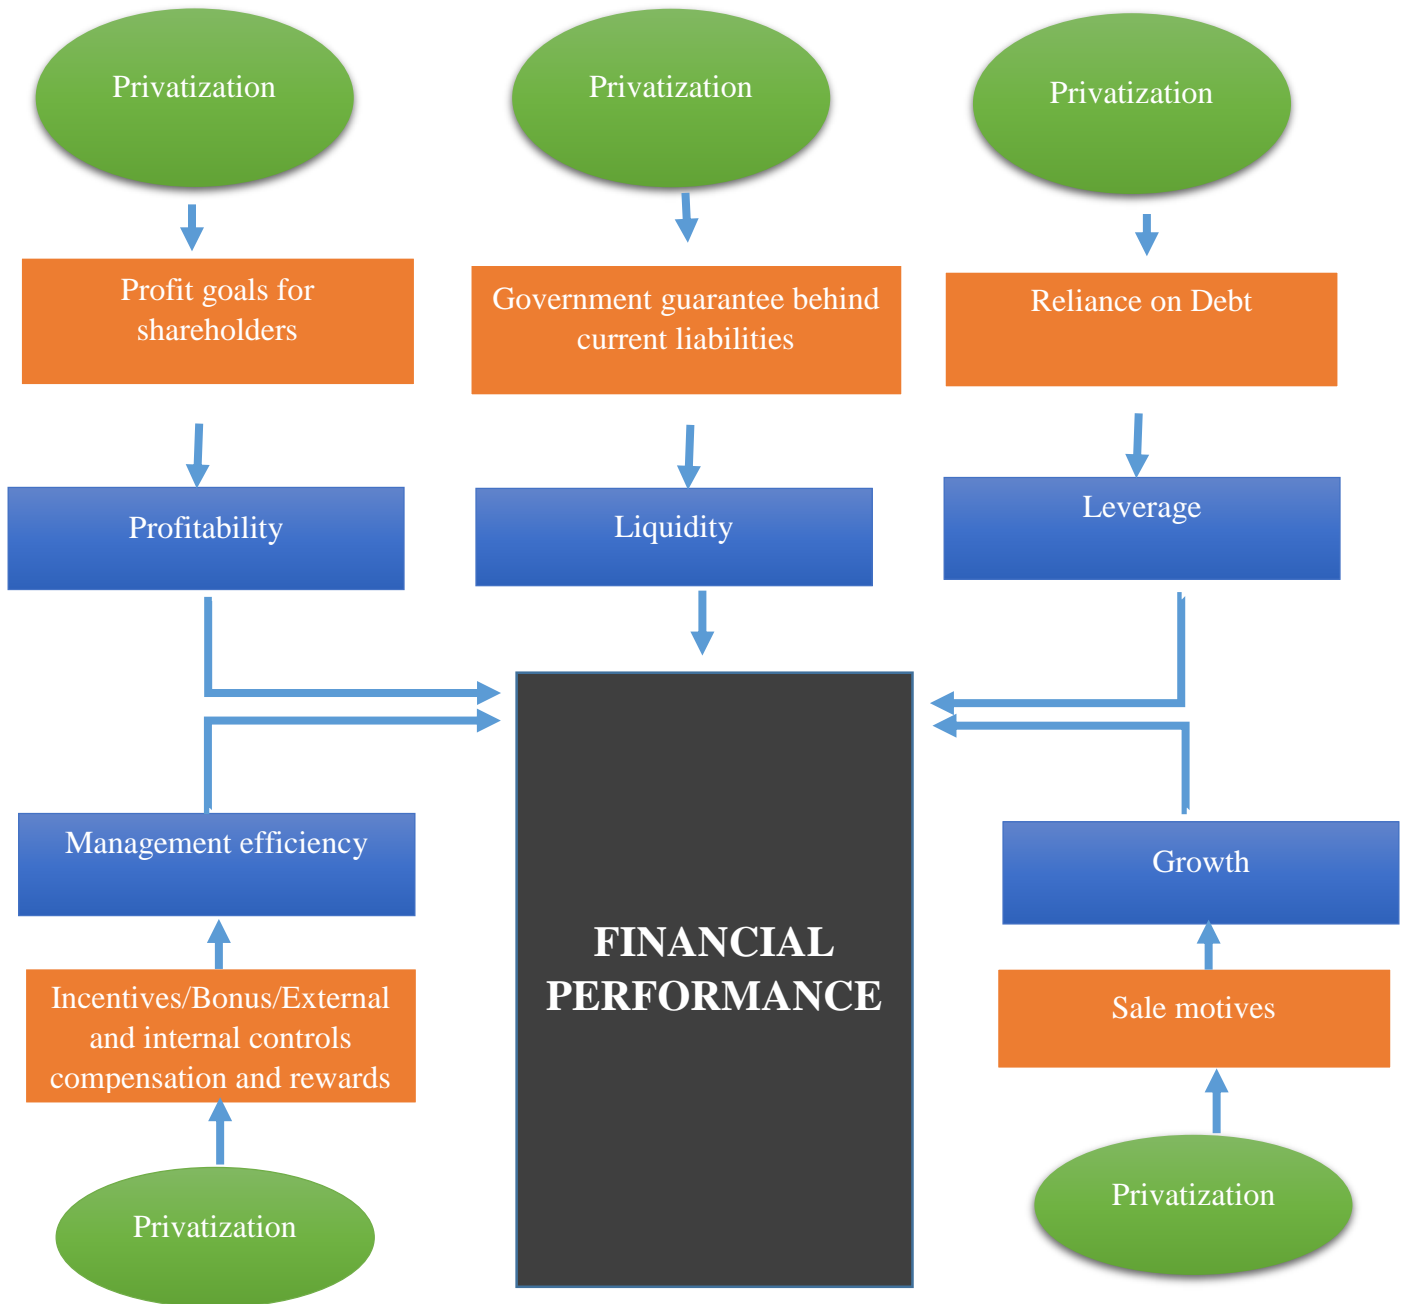 Privatization
Privatization
Privatization
Profit goals for
shareholders
Government guarantee behind
current liabilities
Reliance on Debt
Profitability
Liquidity
Leverage
Management efficiency
Growth
FINANCIAL
PERFORMANCE
Incentives/Bonus/External
and internal controls
compensation and rewards
Sale motives
Privatization
Privatization